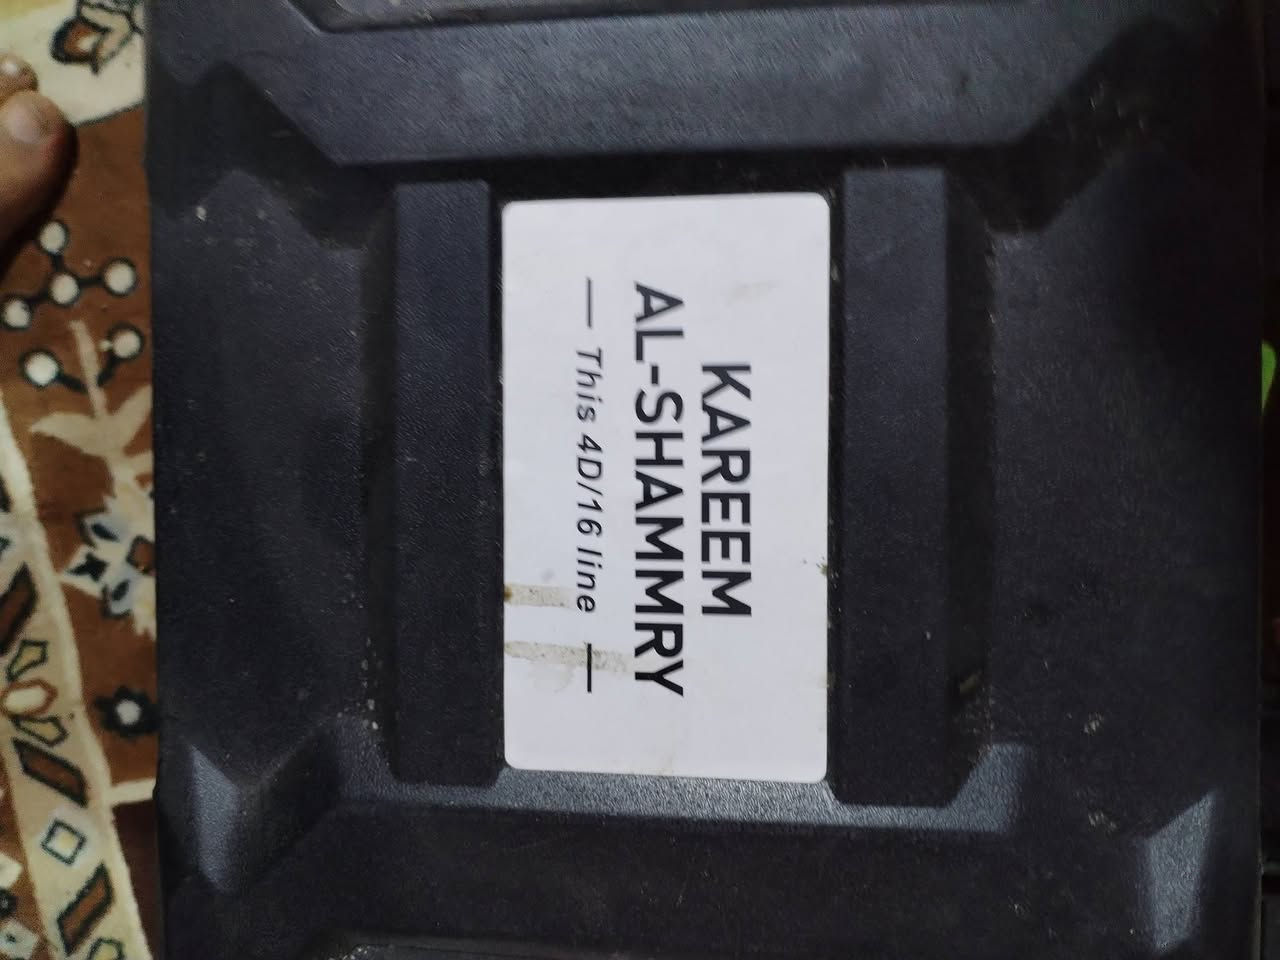 KAREEM
AL-SHAMMRY
— This 4D/16 line —